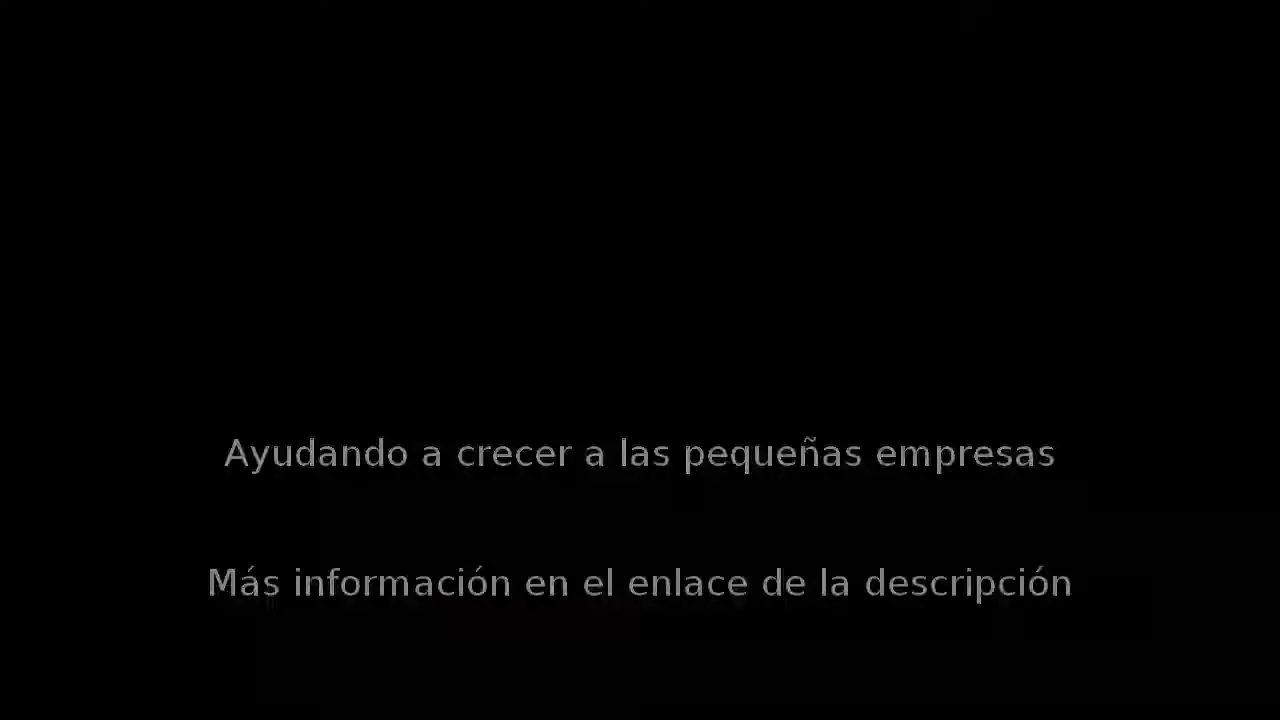 Ayudando a crecer a las pequeñas empresas
Más información en el enlace de la descripción